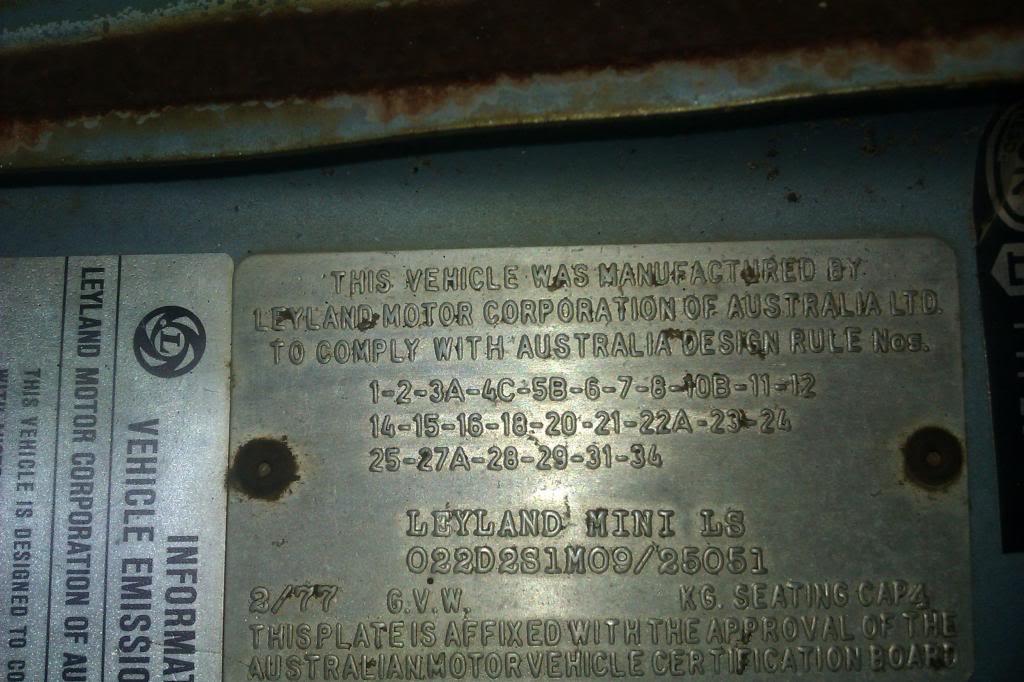 THIS VEHICLE WAS MANUFACTURED BY
LEYLAND MOTOR CORPORATION OF AUSTRALIA LTD.
TO COMPLY WITH AUSTRALIA DESIGN RULE Nos.
1-2-3A-4C-5B-6-7-8-10B-11-12
14-15-16-18-20-21-22A-23-24
25-27A-28-29-31-34
LEYLAND MINI LS
022D2S1M09/25051
2/77 G.V.W. KG. SEATING CAP4
THIS PLATE IS AFFIXED WITH THE APPROVAL OF THE
AUSTRALIAN MOTOR VEHICLE CERTIFICATION BOARD
L
INFORMAT
VEHICLE EMISSIO
LEYLAND MOTOR CORPORATION OF AU
THIS VEHICLE IS DESIGNED TO CO